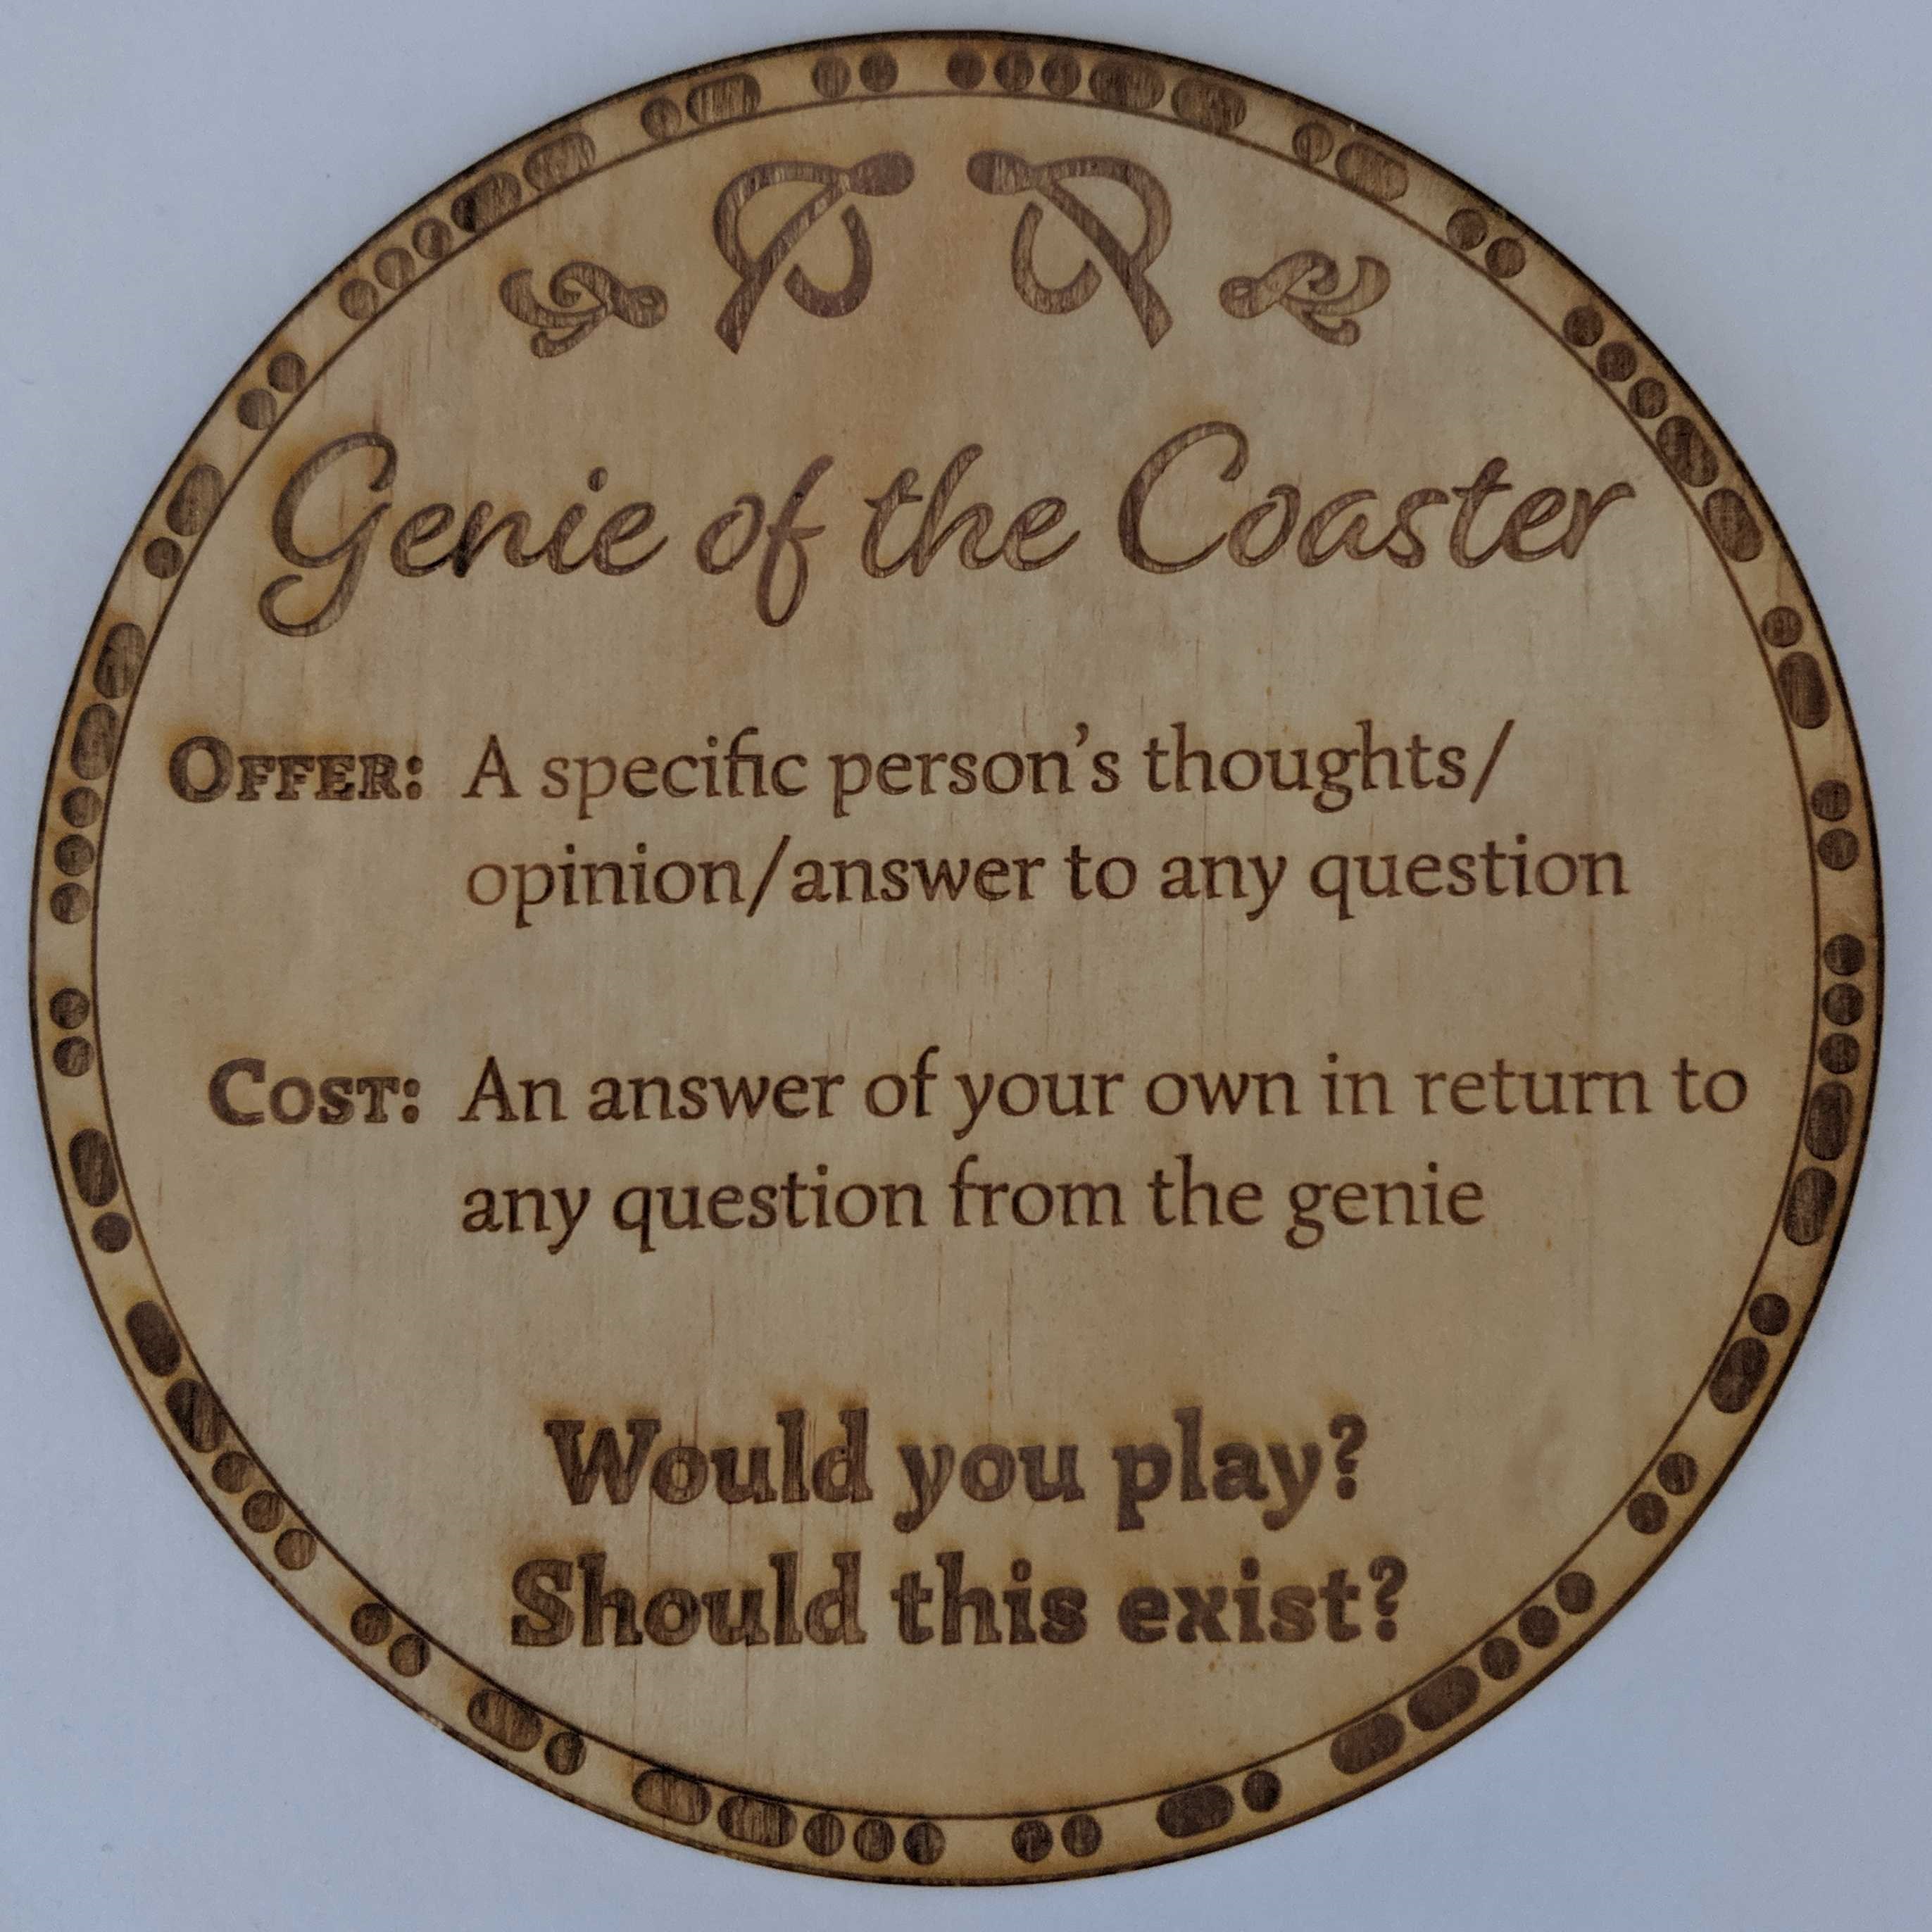 Genie of the Coaster
OFFER: A specific person's thoughts/
opinion/answer to any question
COST: An answer of your own in return to
any question from the genie
Would you play?
Should this exist?